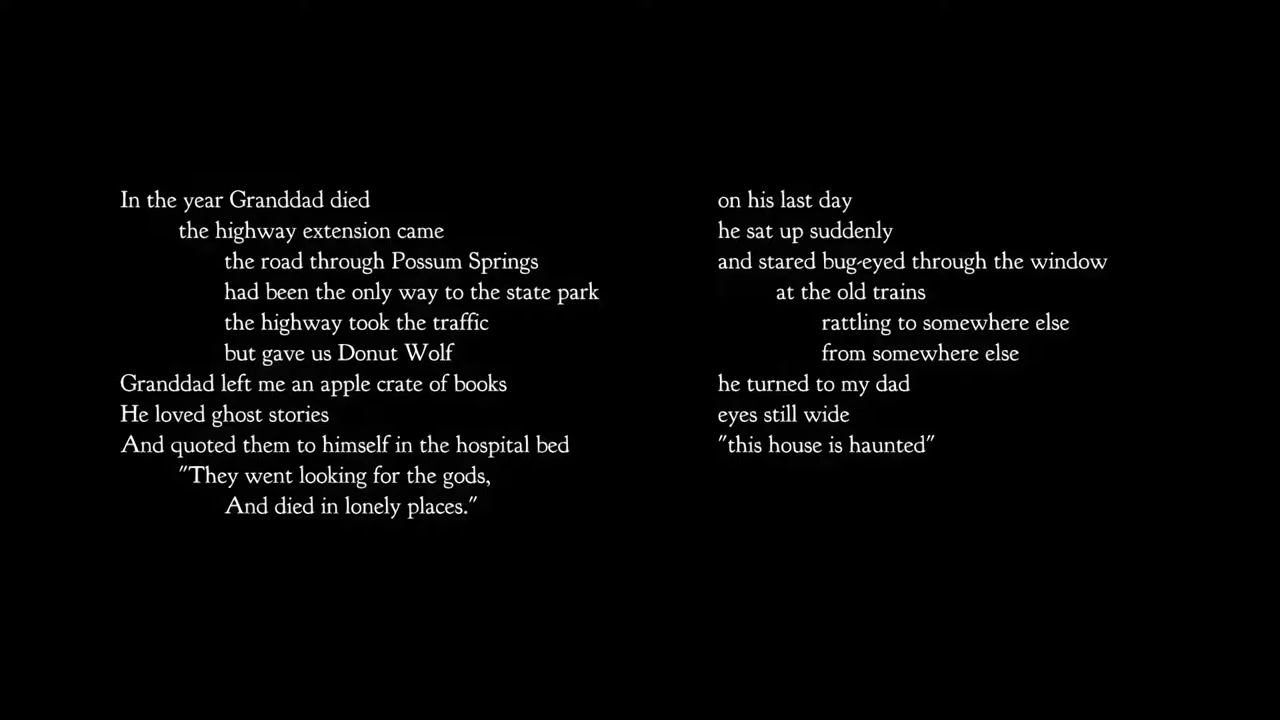 In the year Granddad died
the highway extension came
the road through Possum Springs
had been the only way to the state park
the highway took the traffic
but gave us Donut Wolf
Granddad left me an apple crate of books
He loved ghost stories
And quoted them to himself in the hospital bed
"They went looking for the gods,
And died in lonely places."
on his last day
he sat up suddenly
and stared bug-eyed through the window
at the old trains
rattling to somewhere else
from somewhere else
he turned to my dad
eyes still wide
"this house is haunted"